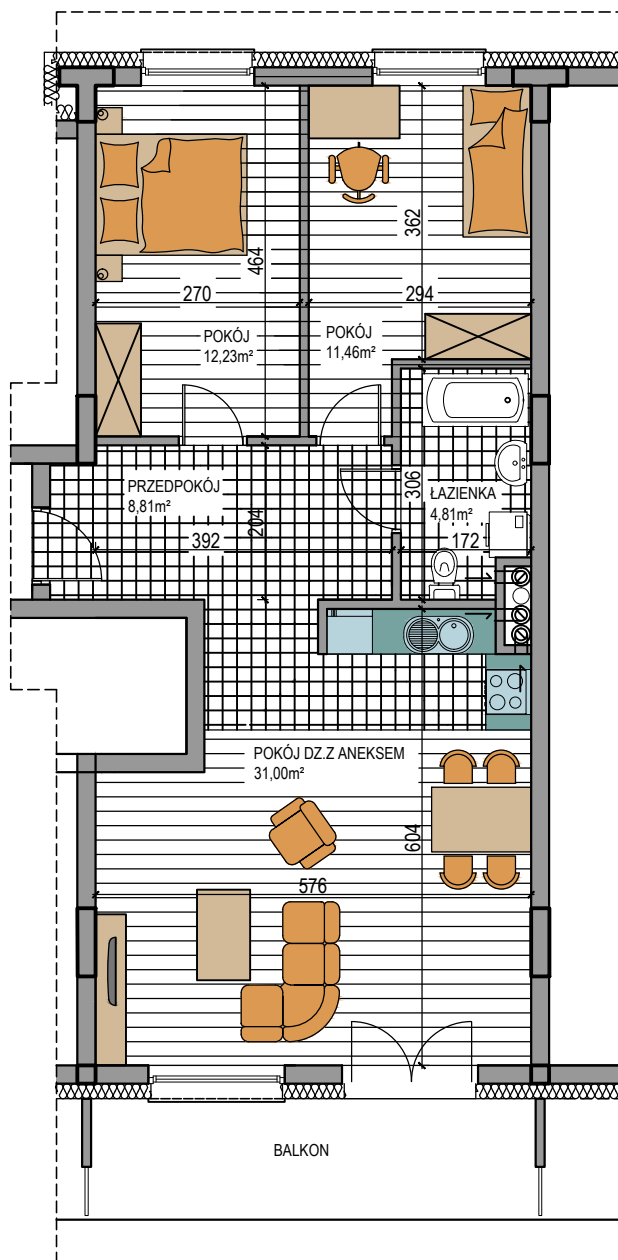 362
464
270
294
POKÓJ
12,23m²
POKÓJ
11,46m²
PRZEDPOKÓJ
8,81m²
306
ŁAZIENKA
4,81m²
204
392
172
POKÓJ DZ.Z ANEKSEM
31,00m²
604
576
BALKON